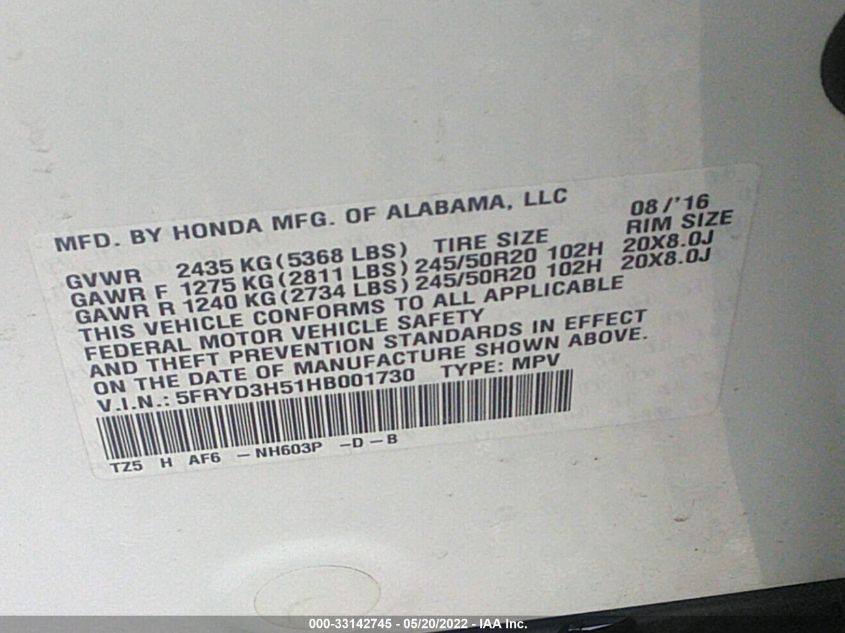 MFD. BY HONDA MFG. OF ALABAMA, LLC 08/'16
GVWR 2435 KG(5368 LBS) TIRE SIZE RIM SIZE
GAWR F 1275 KG(2811 LBS) 245/50R20 102H 20X8.0J
GAWR R 1240 KG(2734 LBS) 245/50R20 102H 20X8.0J
THIS VEHICLE CONFORMS TO ALL APPLICABLE
FEDERAL MOTOR VEHICLE SAFETY
AND THEFT PREVENTION STANDARDS IN EFFECT
ON THE DATE OF MANUFACTURE SHOWN ABOVE.
V.I.N.: 5FRYD3H51HB001730 TYPE: MPV
TZ5 H AF6 -NH603P -D-B
000-33142745 - 05/20/2022 - IAA Inc.